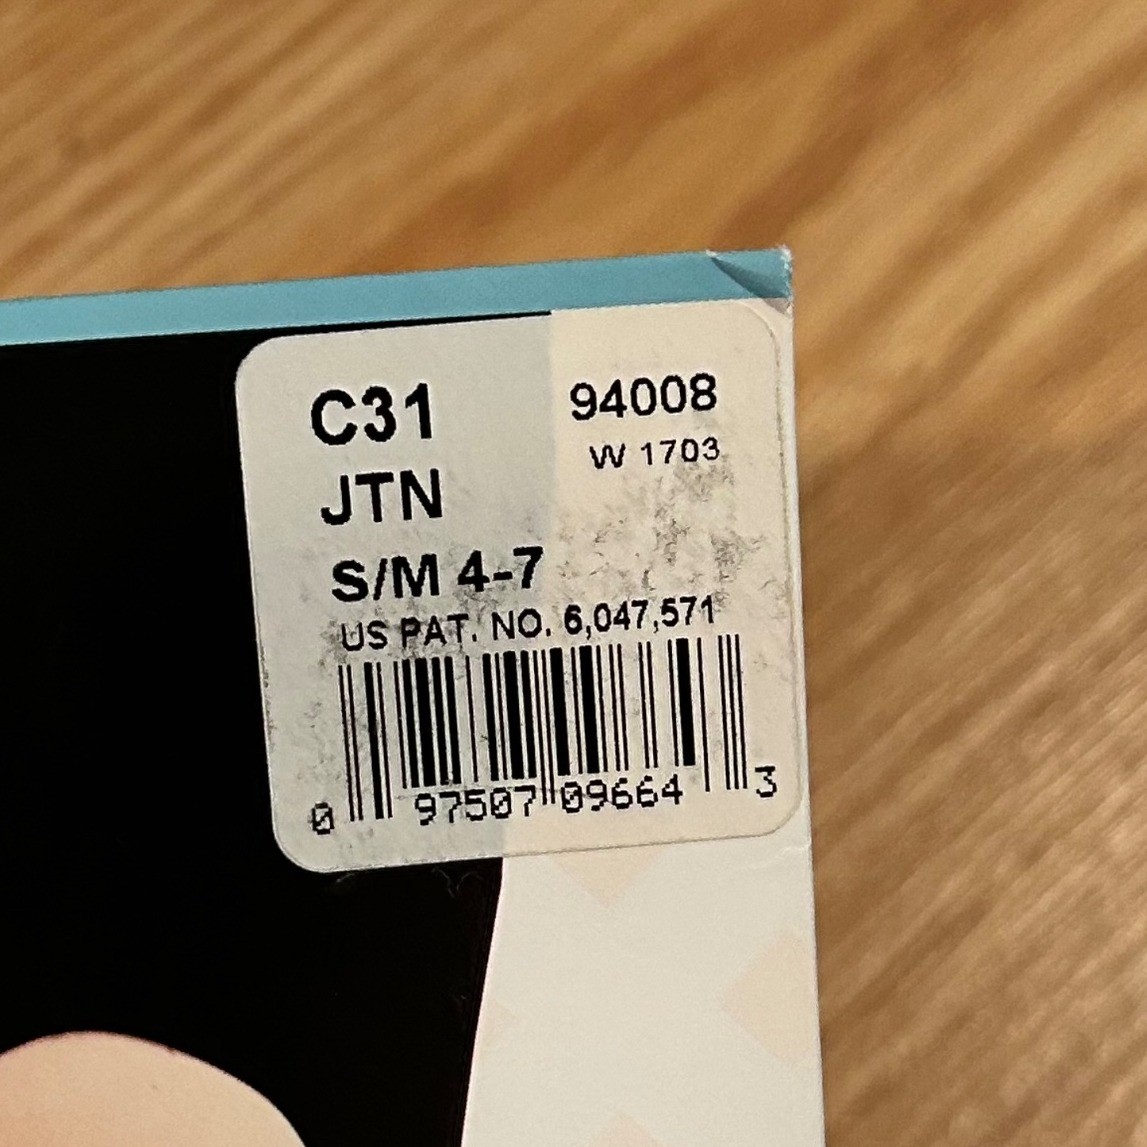 C31 94008
W 1703
JTN
S/M 4-7
US PAT. NO. 6,047,571
0 97507 09664 3